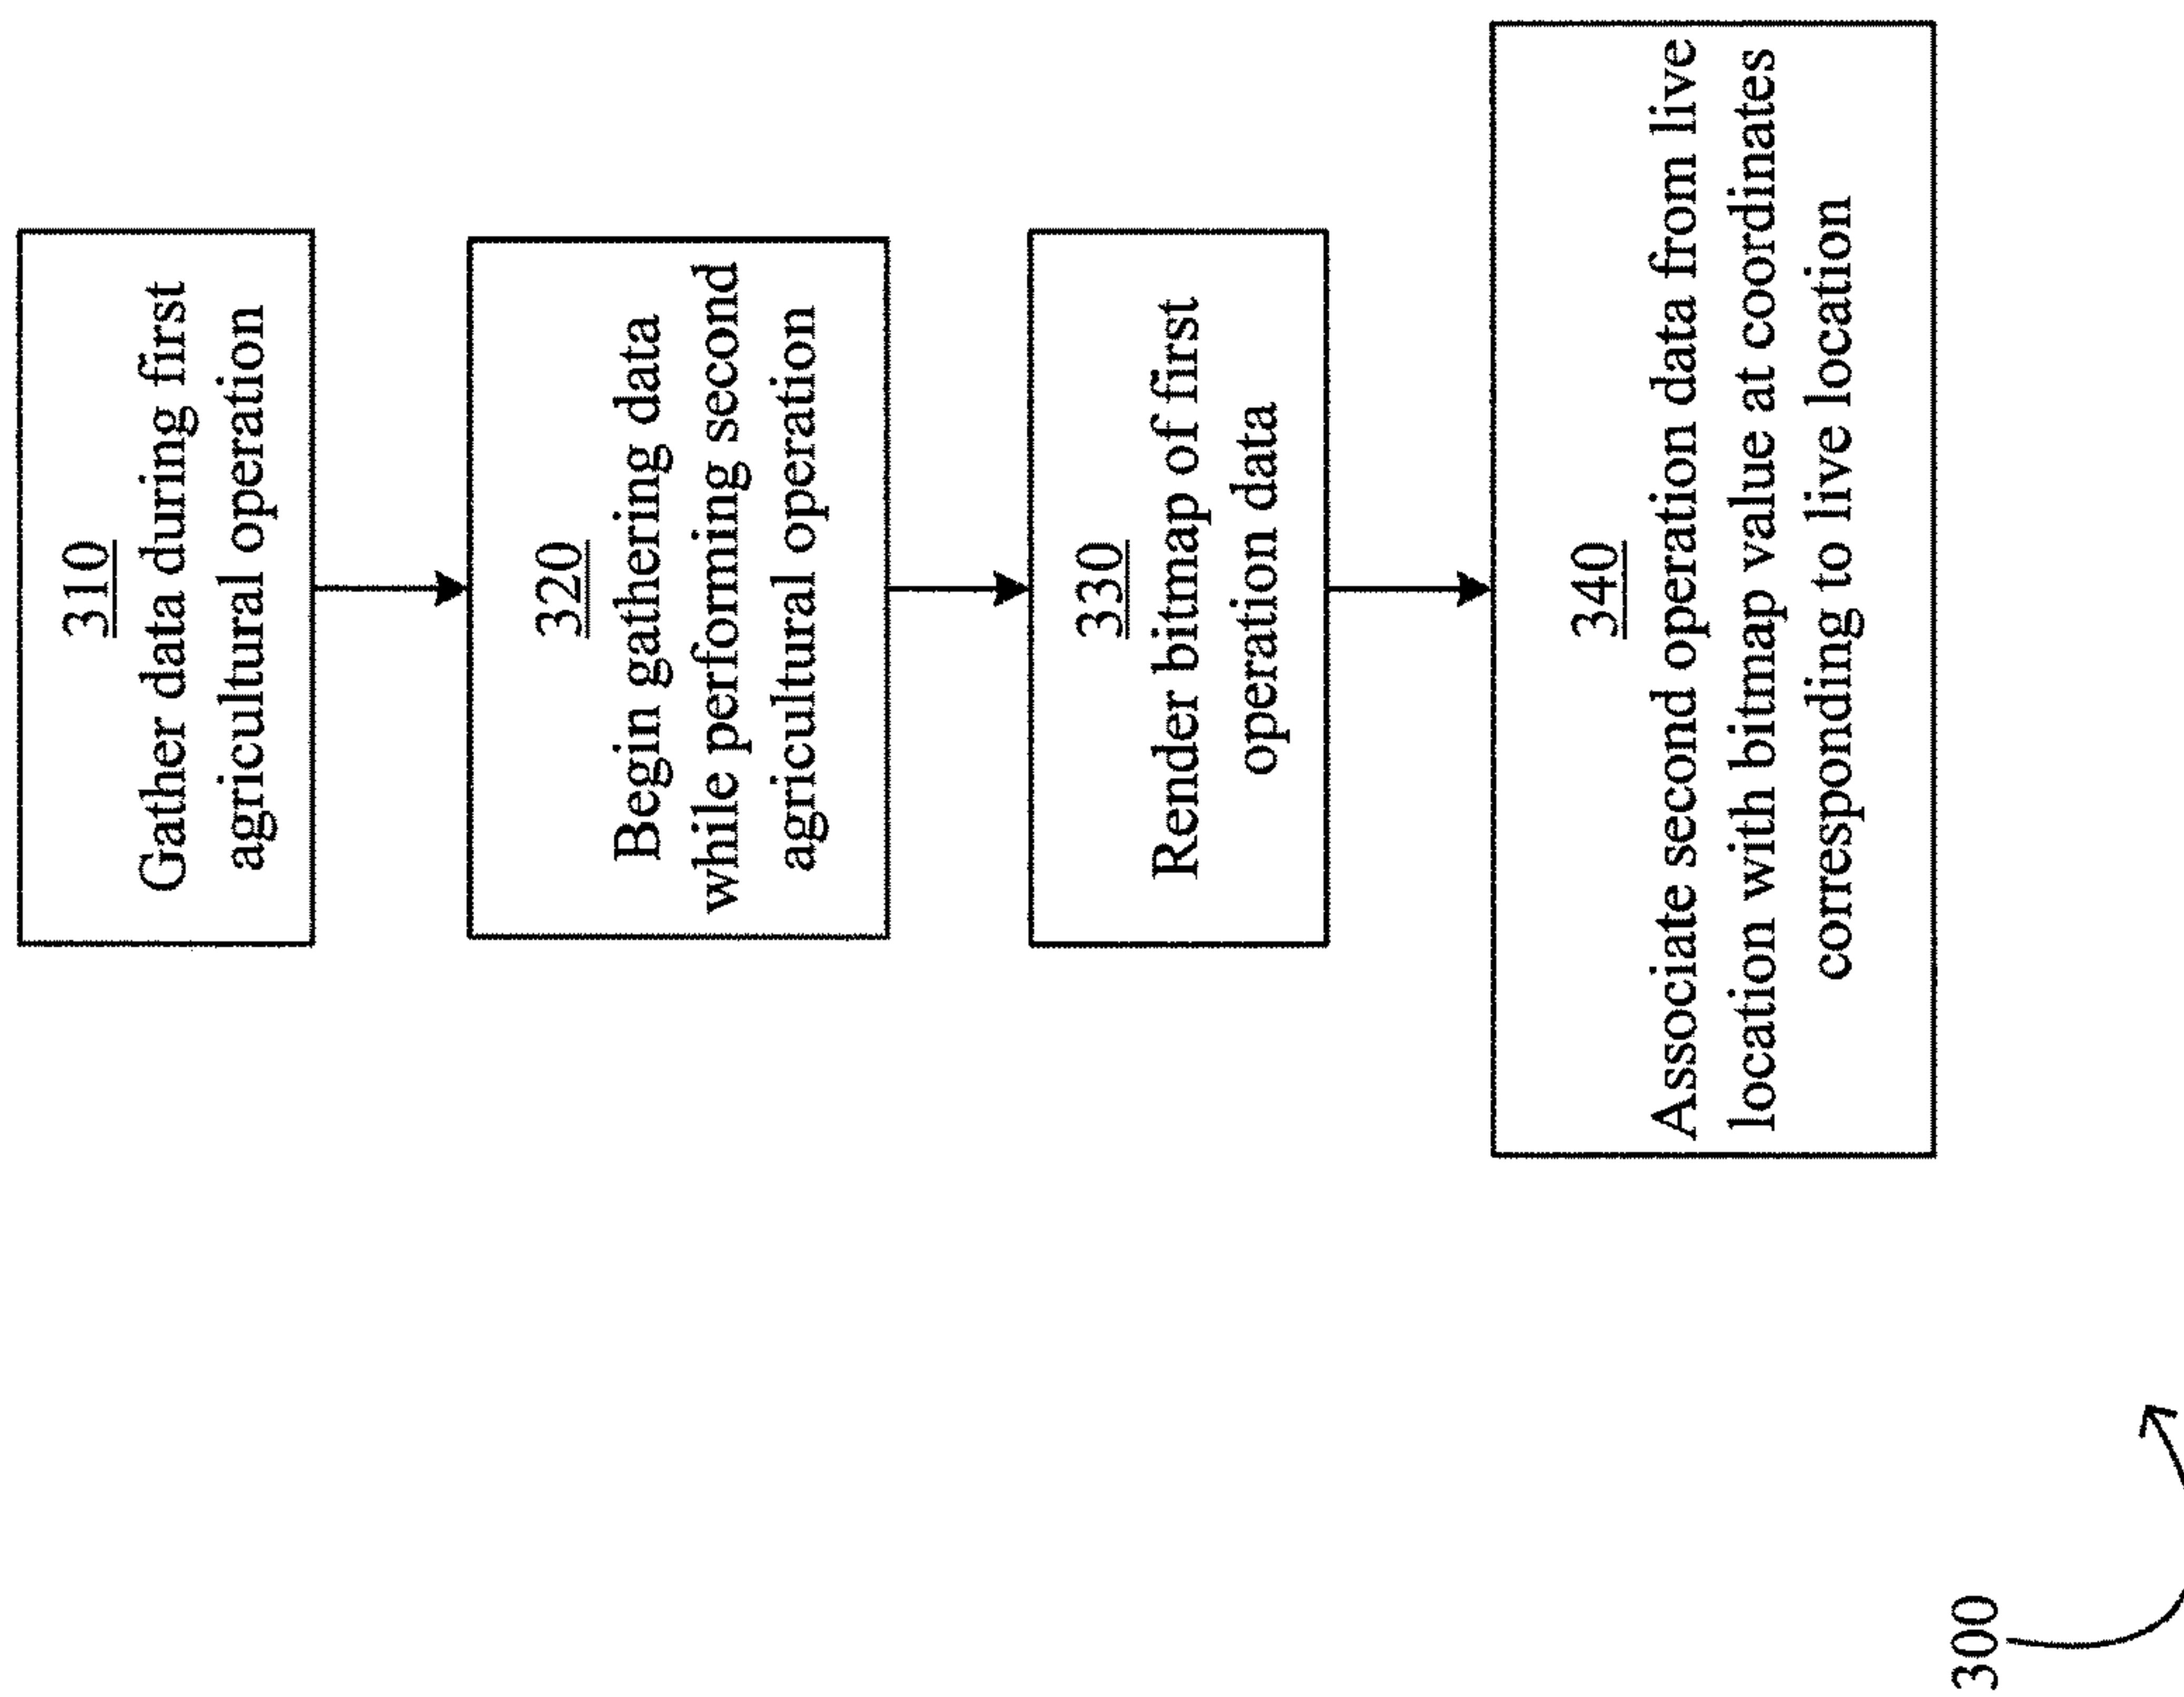 310
Gather data during first
agricultural operation
320
Begin gathering data
while performing second
agricultural operation
330
Render bitmap of first
operation data
340
Associate second operation data from live
location with bitmap value at coordinates
corresponding to live location
300